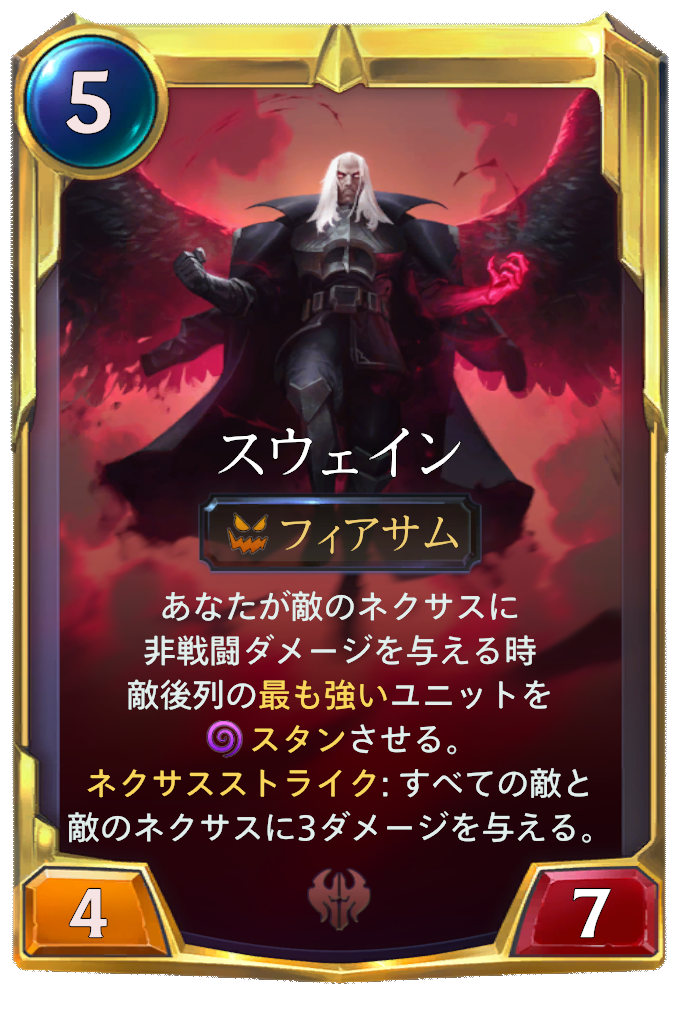 5
スウェイン
フィアサム
あなたが敵のネクサスに
非戦闘ダメージを与える時
敵後列の最も強いユニットを
スタンさせる。
ネクサスストライク: すべての敵と
敵のネクサスに3ダメージを与える。
4
7